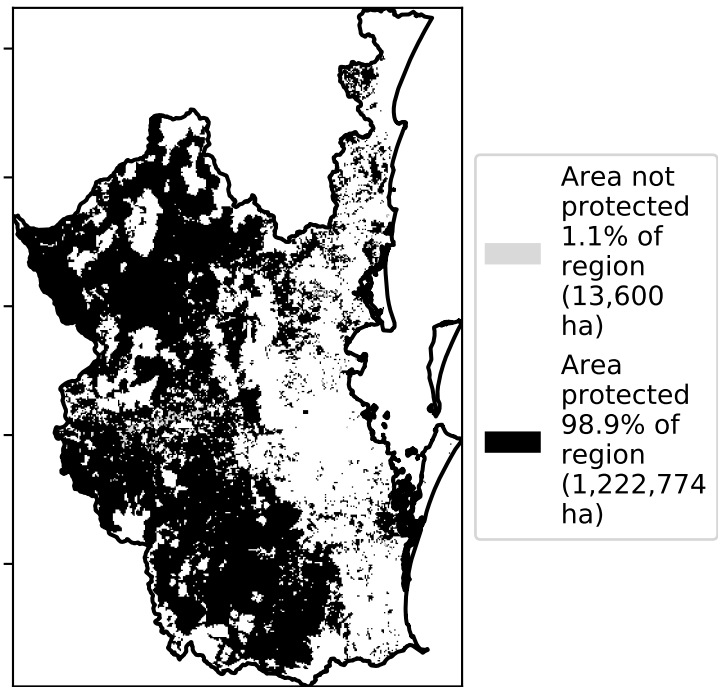 Area not
protected
1.1% of
region
(13,600
ha)
Area
protected
98.9% of
region
(1,222,774
ha)